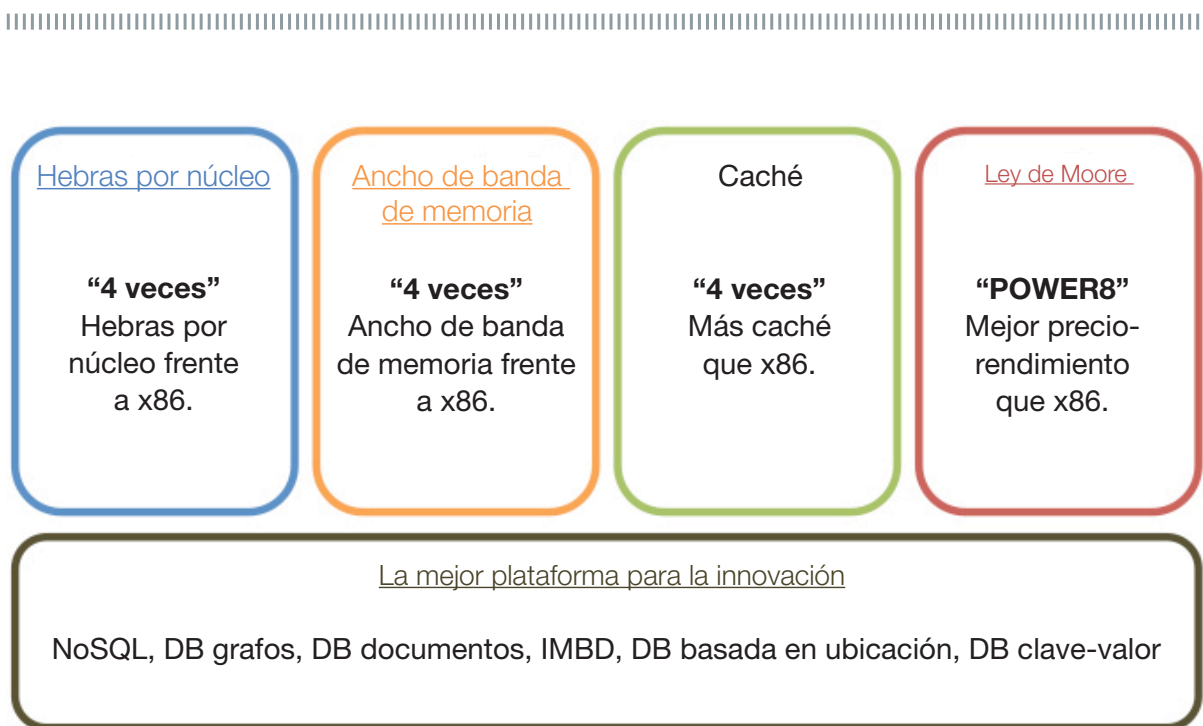 Hebras por núcleo
“4 veces”
Hebras por
núcleo frente
a x86.
Ancho de banda
de memoria
“4 veces”
Ancho de banda
de memoria frente
a x86.
Caché
“4 veces”
Más caché
que x86.
Ley de Moore
“POWER8”
Mejor precio-
rendimiento
que x86.
La mejor plataforma para la innovación
NoSQL, DB grafos, DB documentos, IMBD, DB basada en ubicación, DB clave-valor